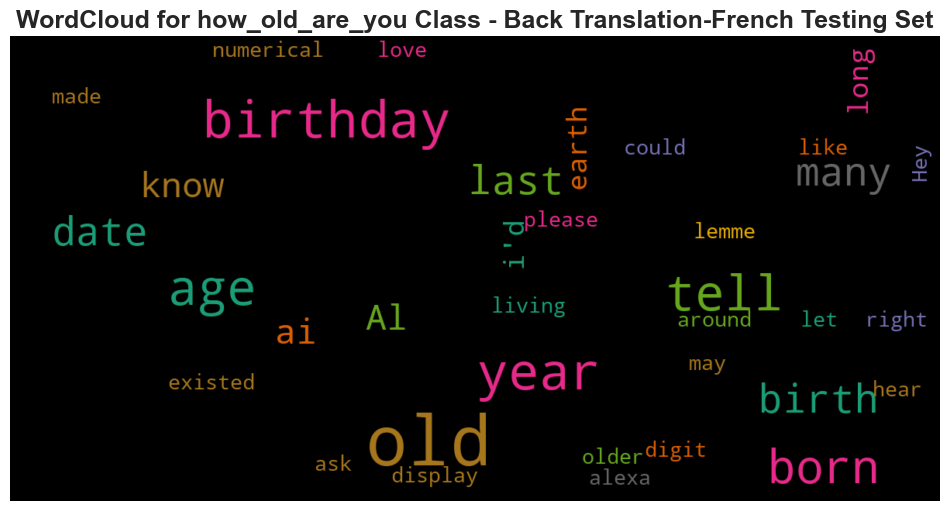 WordCloud for how_old_are_you Class - Back Translation-French Testing Set
numerical
love
long
made
birthday
earth
could
like
many
Hey
know
last
please
i'd
lemme
date
age
tell
living
Al
ai
around
let
right
year
may
existed
birth
hear
old
ask
display
older
digit
alexa
born